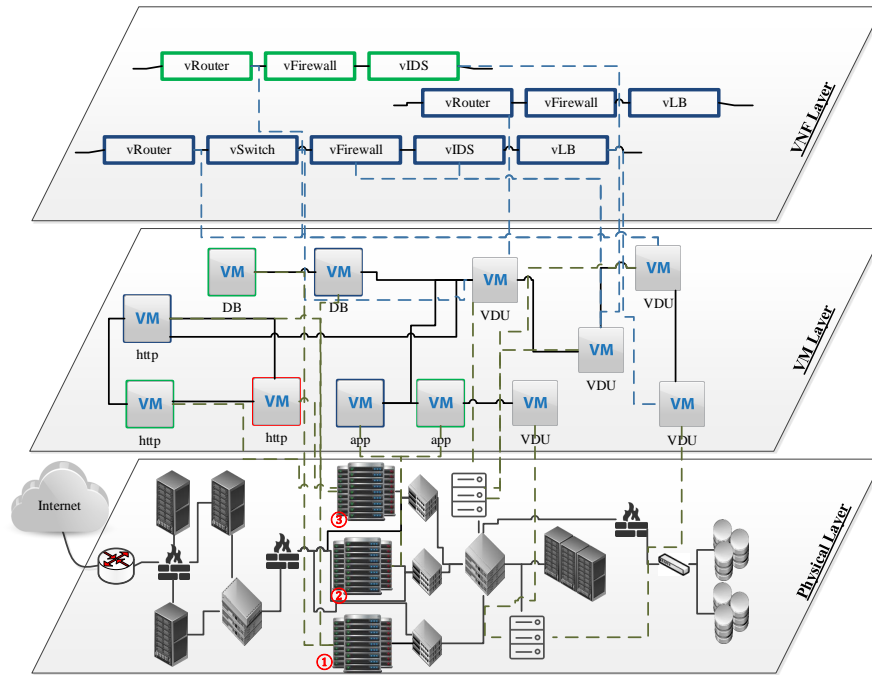 vRouter vFirewall vIDS
vRouter vFirewall vLB
vRouter vSwitch vFirewall vIDS vLB
VNF Layer
VM VM VM VM
DB DB VDU VDU
VM VM
http VDU
VM VM VM VM VM VM
http http app app VDU VDU
VM Layer
Internet
③
②
①
Physical Layer